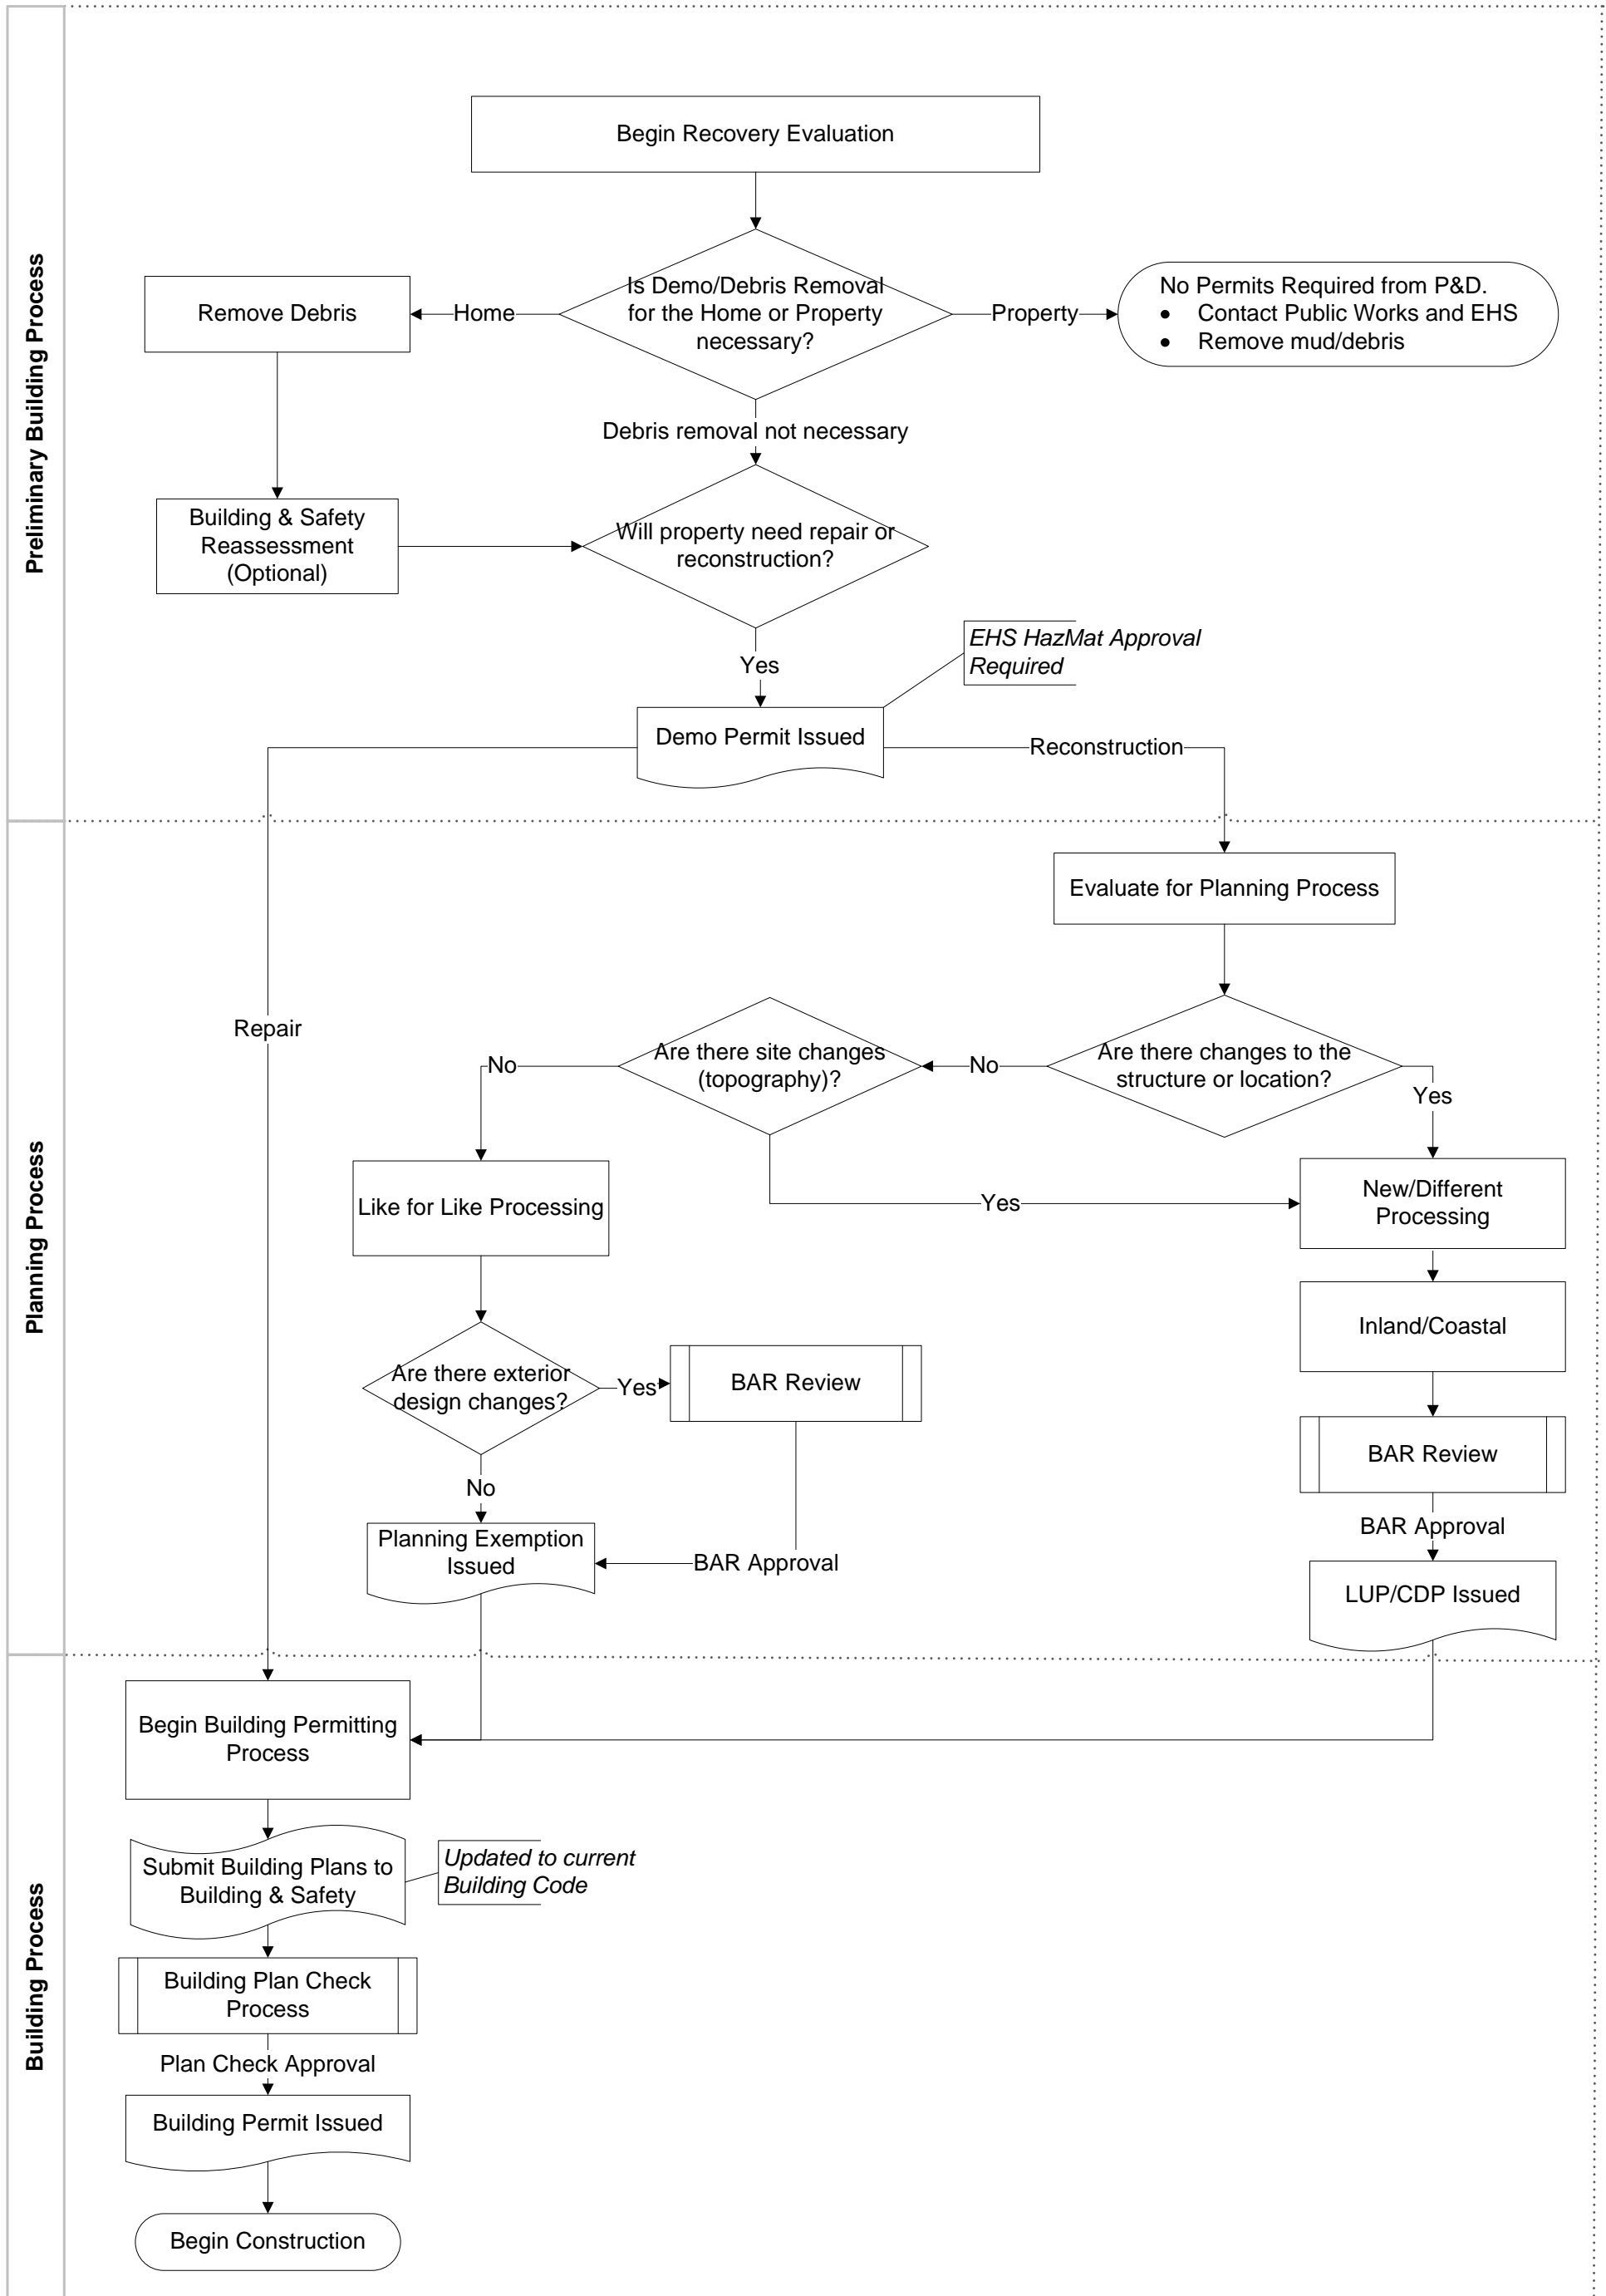 Preliminary Building Process
Begin Recovery Evaluation
Is Demo/Debris Removal
for the Home or Property
necessary?
Home
Remove Debris
Property
No Permits Required from P&D.
• Contact Public Works and EHS
• Remove mud/debris
Debris removal not necessary
Building & Safety
Reassessment
(Optional)
Will property need repair or
reconstruction?
Yes
EHS HazMat Approval
Required
Demo Permit Issued
Reconstruction
Repair
Planning Process
Evaluate for Planning Process
Are there changes to the
structure or location?
No
Yes
Are there site changes
(topography)?
No
Yes
Like for Like Processing
New/Different
Processing
Inland/Coastal
Are there exterior
design changes?
Yes
BAR Review
No
BAR Approval
Planning Exemption
Issued
BAR Review
BAR Approval
LUP/CDP Issued
Building Process
Begin Building Permitting
Process
Submit Building Plans to
Building & Safety
Updated to current
Building Code
Building Plan Check
Process
Plan Check Approval
Building Permit Issued
Begin Construction